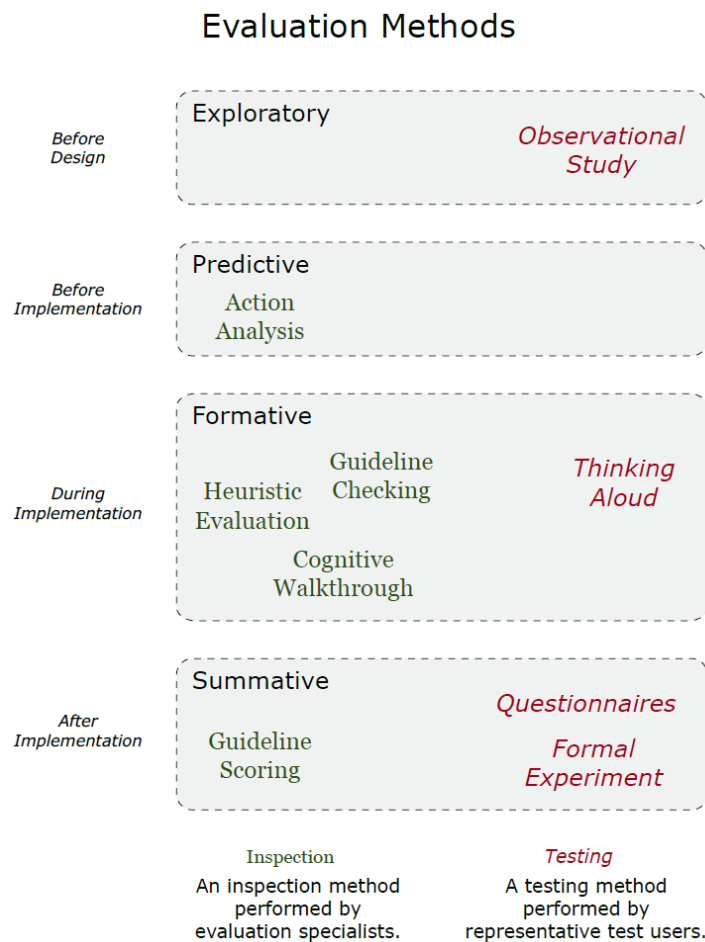 Evaluation Methods
Before
Design
Exploratory
Observational
Study
Before
Implementation
Predictive
Action
Analysis
During
Implementation
Formative
Guideline
Checking
Heuristic
Evaluation
Cognitive
Walkthrough
Thinking
Aloud
After
Implementation
Summative
Guideline
Scoring
Questionnaires
Formal
Experiment
Inspection
An inspection method
performed by
evaluation specialists.
Testing
A testing method
performed by
representative test users.